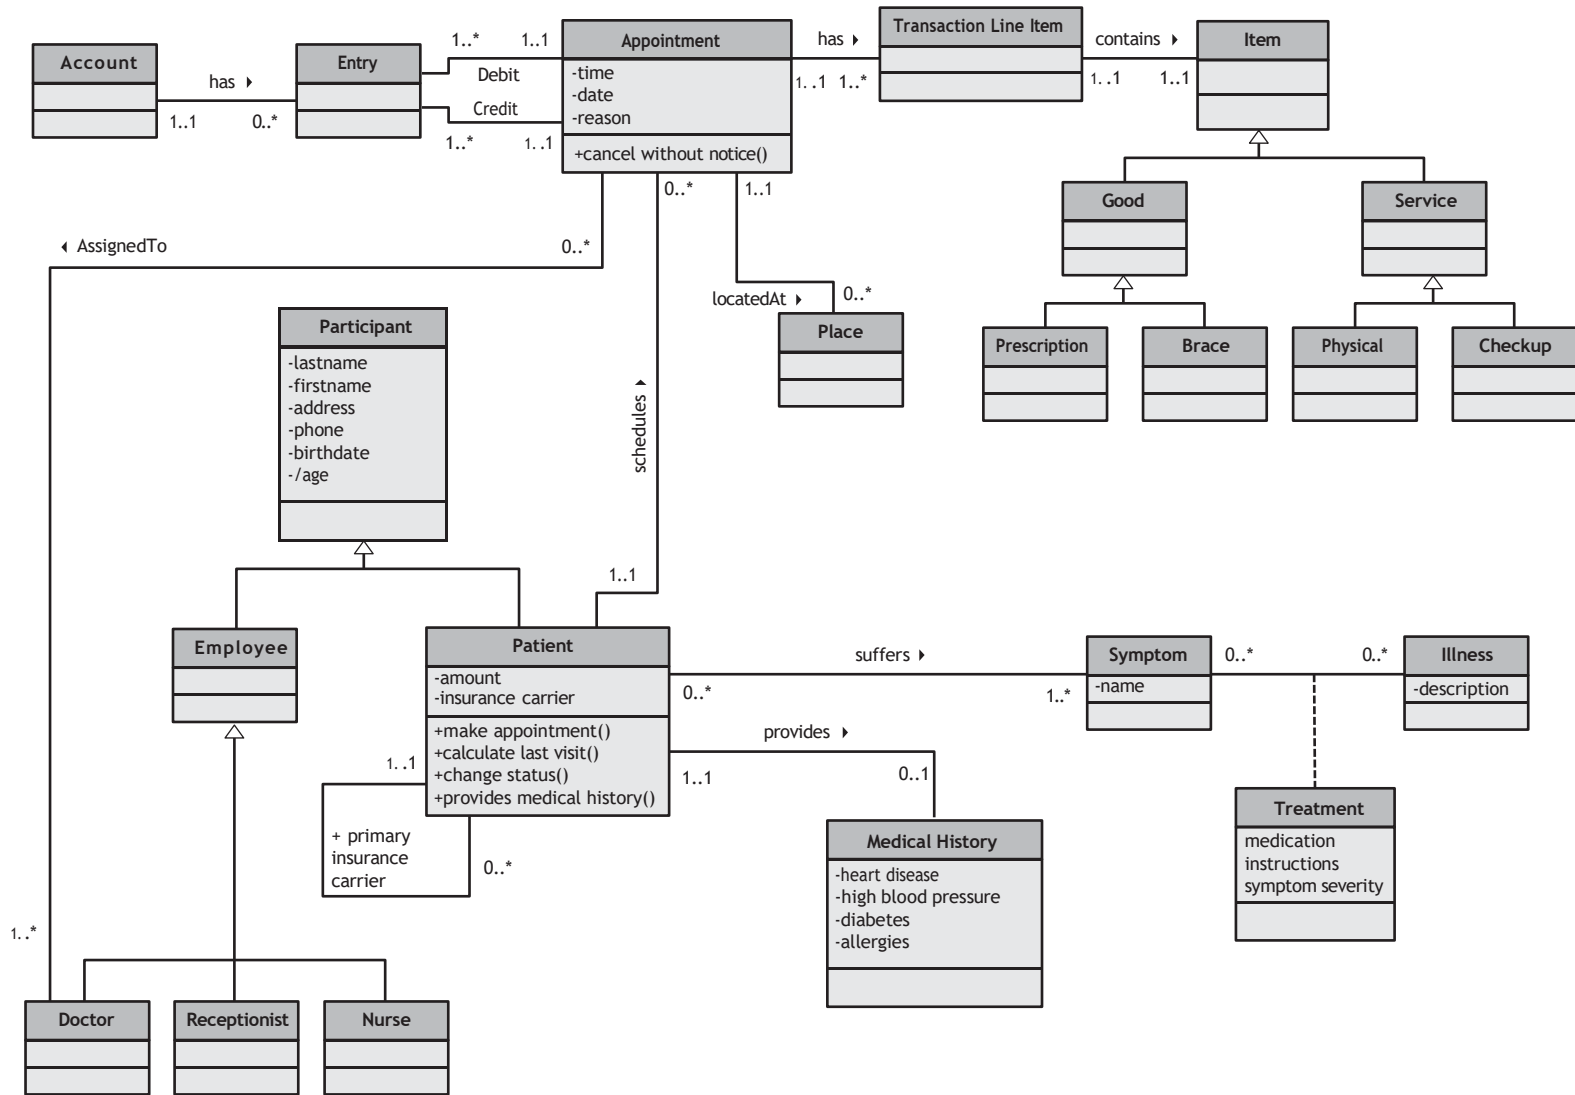 Account
has ▸
1..1
0..*
Entry
1..*
1..1
Debit
Credit
1..*
1..1
Appointment
-time
-date
-reason
+cancel without notice()
has ▸
1..1
1..*
Transaction Line Item
contains ▸
1..1
1..1
Item
Good
Service
Prescription
Brace
Physical
Checkup
◂ AssignedTo
0..*
0..*
1..1
locatedAt ▸
0..*
Place
schedules ▸
Participant
-lastname
-firstname
-address
-phone
-birthdate
-/age
1..1
Employee
Patient
-amount
-insurance carrier
+make appointment()
+calculate last visit()
+change status()
+provides medical history()
suffers ▸
0..*
1..*
Symptom
-name
0..*
0..*
Illness
-description
provides ▸
1..1
0..1
1..1
+ primary
insurance
carrier
0..*
Medical History
-heart disease
-high blood pressure
-diabetes
-allergies
Treatment
medication
instructions
symptom severity
1..*
Doctor
Receptionist
Nurse